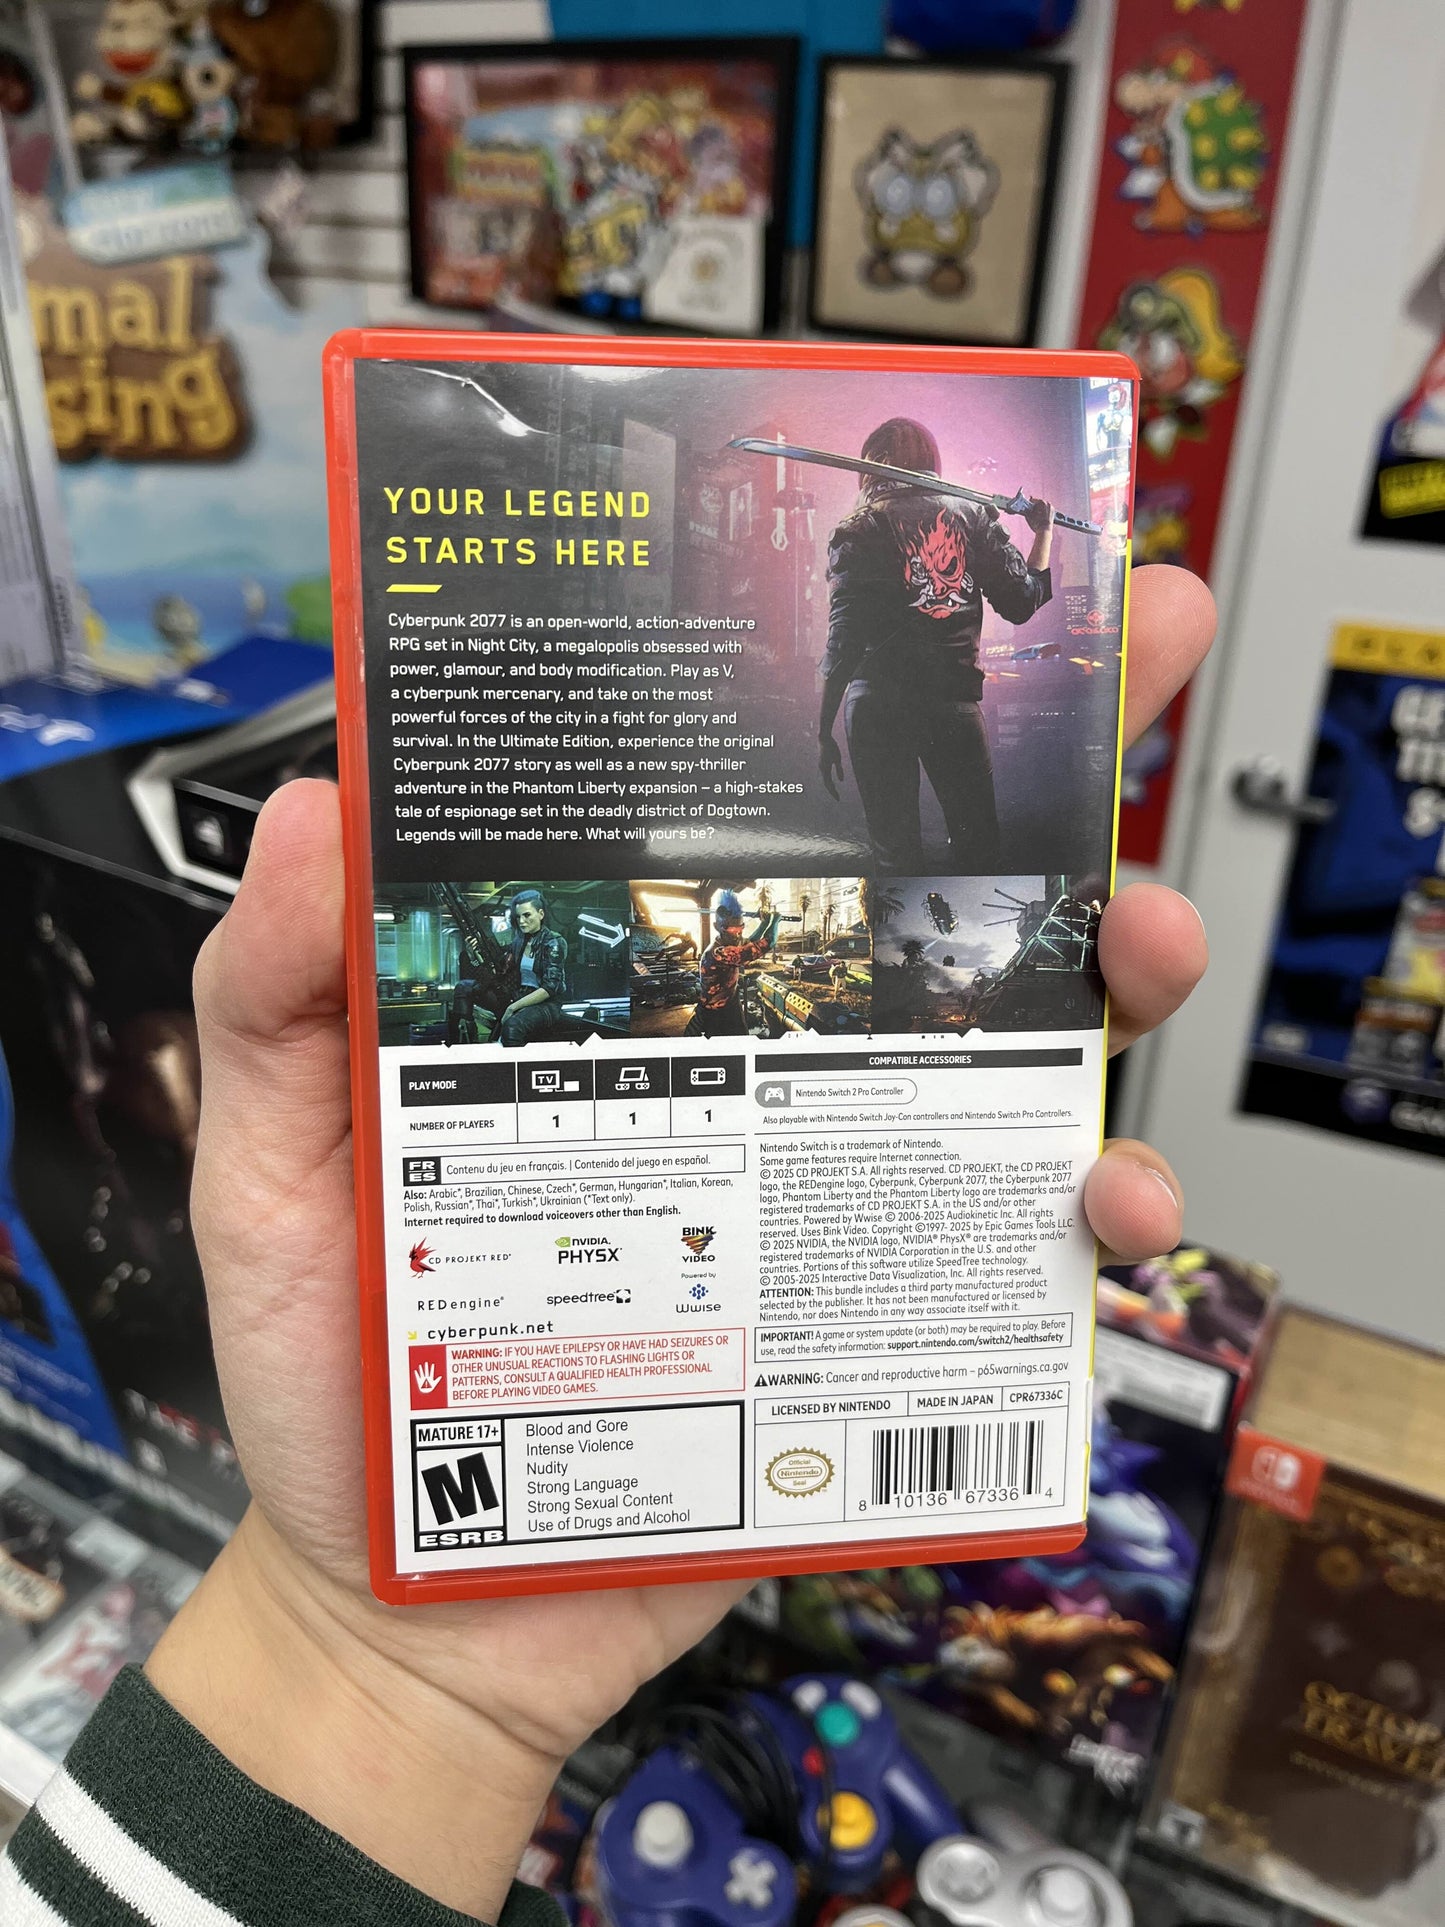 YOUR LEGEND
STARTS HERE
Cyberpunk 2077 is an open-world, action-adventure
RPG set in Night City, a megalopolis obsessed with
power, glamour, and body modification. Play as V,
a cyberpunk mercenary, and take on the most
powerful forces of the city in a fight for glory and
survival. In the Ultimate Edition, experience the original
Cyberpunk 2077 story as well as a new spy-thriller
adventure in the Phantom Liberty expansion – a high-stakes
tale of espionage set in the deadly district of Dogtown.
Legends will be made here. What will yours be?
PLAY MODE
TV
NUMBER OF PLAYERS
1
1
1
FR
ES
Contenu du jeu en français. | Contenido del juego en español.
Also: Arabic*, Brazilian, Chinese, Czech*, German, Hungarian*, Italian, Korean,
Polish, Russian*, Thai*, Turkish*, Ukrainian (*Text only).
Internet required to download voiceovers other than English.
CD PROJEKT RED®
NVIDIA.
PHYSX®
BINK
VIDEO
REDengine®
speedtree
Powered by
Wwise
cyberpunk.net
WARNING: IF YOU HAVE EPILEPSY OR HAVE HAD SEIZURES OR
OTHER UNUSUAL REACTIONS TO FLASHING LIGHTS OR
PATTERNS, CONSULT A QUALIFIED HEALTH PROFESSIONAL
BEFORE PLAYING VIDEO GAMES.
MATURE 17+
M
ESRB
Blood and Gore
Intense Violence
Nudity
Strong Language
Strong Sexual Content
Use of Drugs and Alcohol
COMPATIBLE ACCESSORIES
Nintendo Switch 2 Pro Controller
Also playable with Nintendo Switch Joy-Con controllers and Nintendo Switch Pro Controllers.
Nintendo Switch is a trademark of Nintendo.
Some game features require Internet connection.
© 2025 CD PROJEKT S.A. All rights reserved. CD PROJEKT, the CD PROJEKT
logo, the REDengine logo, Cyberpunk, Cyberpunk 2077, the Cyberpunk 2077
logo, Phantom Liberty and the Phantom Liberty logo are trademarks and/or
registered trademarks of CD PROJEKT S.A. in the US and/or other
countries. Powered by Wwise © 2006-2025 Audiokinetic Inc. All rights
reserved. Uses Bink Video. Copyright ©1997- 2025 by Epic Games Tools LLC.
© 2025 NVIDIA, the NVIDIA logo, NVIDIA® PhysX® are trademarks and/or
registered trademarks of NVIDIA Corporation in the U.S. and other
countries. Portions of this software utilize SpeedTree technology.
© 2005-2025 Interactive Data Visualization, Inc. All rights reserved.
ATTENTION: This bundle includes a third party manufactured product
selected by the publisher. It has not been manufactured or licensed by
Nintendo, nor does Nintendo in any way associate itself with it.
IMPORTANT! A game or system update (or both) may be required to play. Before
use, read the safety information: support.nintendo.com/switch2/healthsafety
WARNING: Cancer and reproductive harm – p65warnings.ca.gov
LICENSED BY NINTENDO
MADE IN JAPAN
CPR67336C
Official
Nintendo
Seal
8 10136 67336 4